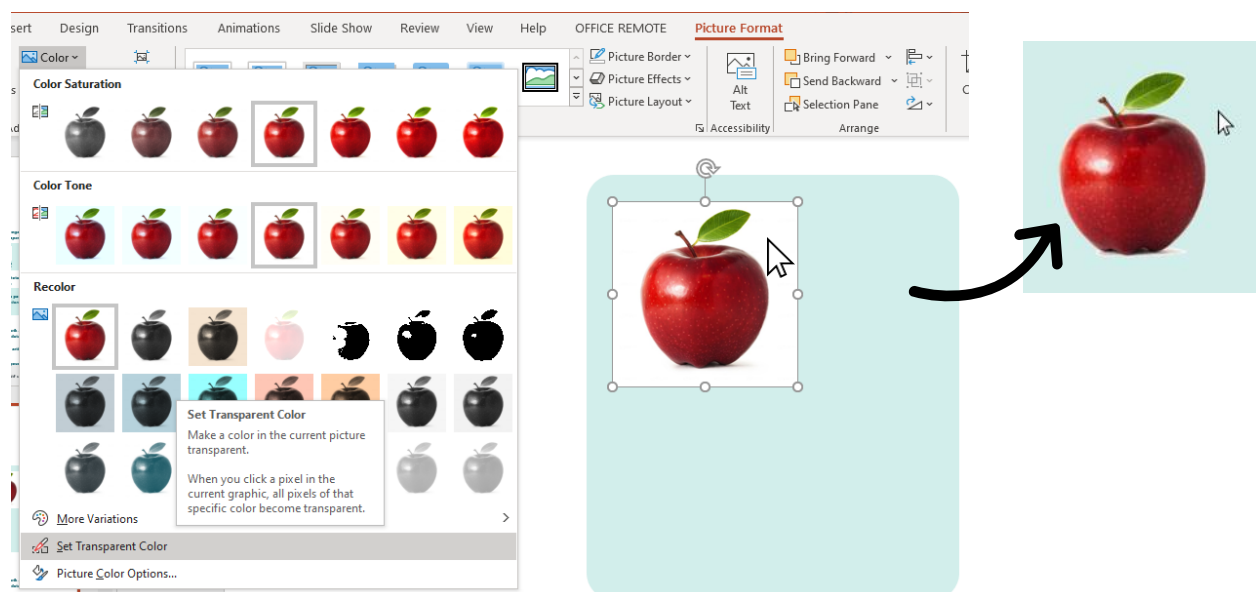 sert Design Transitions Animations Slide Show Review View Help OFFICE REMOTE Picture Format
Color
Picture Border
Picture Effects
Picture Layout
Alt
Text
Bring Forward
Send Backward
Selection Pane
Accessibility
Arrange
Color Saturation
Color Tone
Recolor
Set Transparent Color
Make a color in the current picture
transparent.
When you click a pixel in the
current graphic, all pixels of that
specific color become transparent.
More Variations
Set Transparent Color
Picture Color Options...